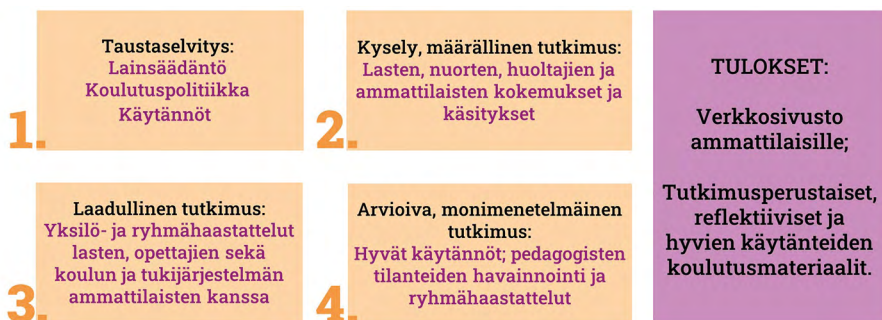 1.
Taustaselvitys:
Lainsäädäntö
Koulutuspolitiikka
Käytännöt
2.
Kysely, määrällinen tutkimus:
Lasten, nuorten, huoltajien ja
ammattilaisten kokemukset ja
käsitykset
3.
Laadullinen tutkimus:
Yksilö- ja ryhmähaastattelut
lasten, opettajien sekä
koulun ja tukijärjestelmän
ammattilaisten kanssa
4.
Arvioiva, monimenetelmäinen
tutkimus:
Hyvät käytännöt; pedagogisten
tilanteiden havainnointi ja
ryhmähaastattelut
TULOKSET:
Verkkosivusto
ammattilaisille;
Tutkimusperustaiset,
reflektiiviset ja
hyvien käytänteiden
koulutusmateriaalit.